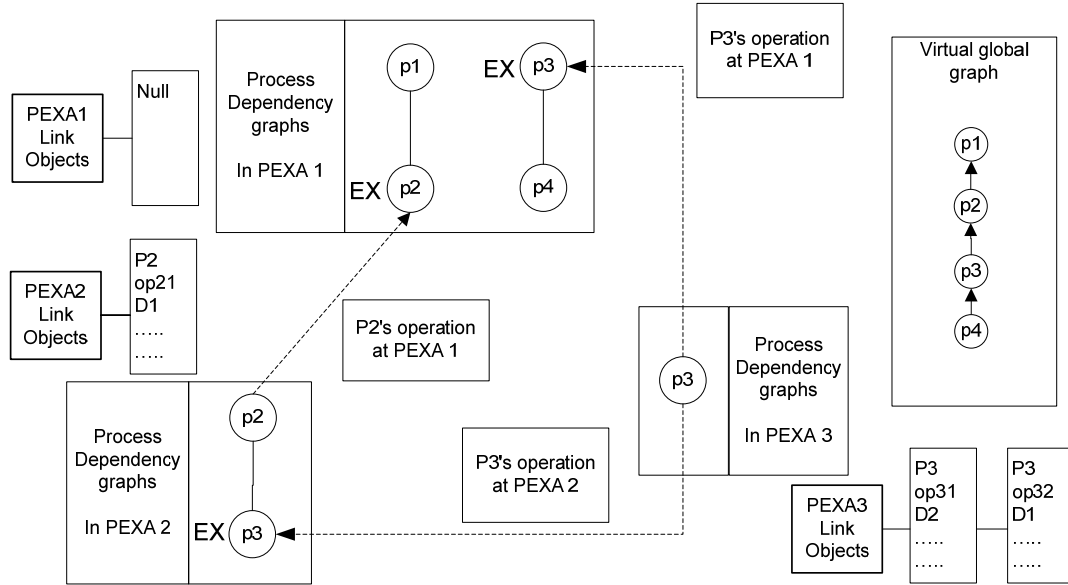 PEXA1
Link
Objects
Null
Process
Dependency
graphs
In PEXA 1
p1
EX
p2
EX
p3
p4
P3's operation
at PEXA 1
Virtual global
graph
p1
p2
p3
p4
PEXA2
Link
Objects
P2
op21
D1
.....
.....
P2's operation
at PEXA 1
Process
Dependency
graphs
In PEXA 2
p2
EX
p3
P3's operation
at PEXA 2
p3
Process
Dependency
graphs
In PEXA 3
PEXA3
Link
Objects
P3
op31
D2
.....
.....
P3
op32
D1
.....
.....